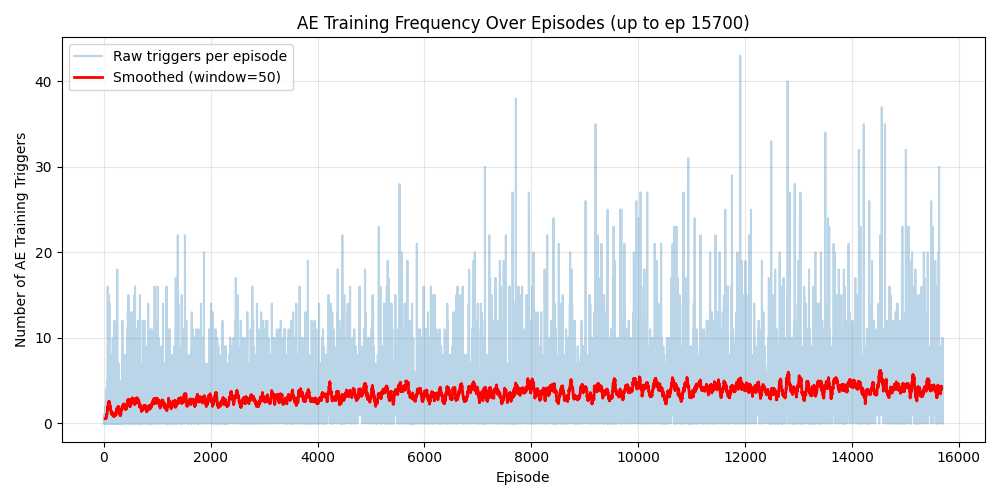 AE Training Frequency Over Episodes (up to ep 15700)
Raw triggers per episode
Smoothed (window=50)
Number of AE Training Triggers
40
30
20
10
0
0 2000 4000 6000 8000 10000 12000 14000 16000
Episode